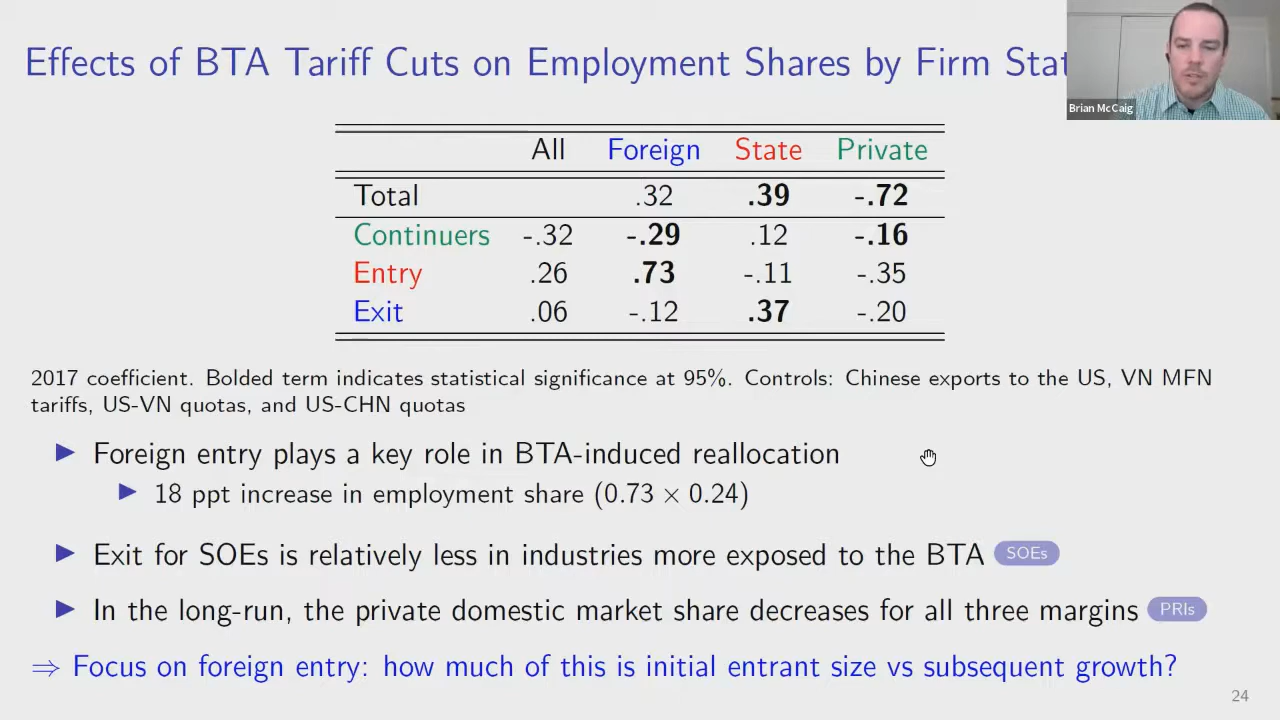 Effects of BTA Tariff Cuts on Employment Shares by Firm Stat
Brian McCaig
All Foreign State Private
Total .32 .39 -.72
Continuers -.32 -.29 .12 -.16
Entry .26 .73 -.11 -.35
Exit .06 -.12 .37 -.20
2017 coefficient. Bolded term indicates statistical significance at 95%. Controls: Chinese exports to the US, VN MFN
tariffs, US-VN quotas, and US-CHN quotas
▶ Foreign entry plays a key role in BTA-induced reallocation
▶ 18 ppt increase in employment share (0.73 × 0.24)
▶ Exit for SOEs is relatively less in industries more exposed to the BTA SOEs
▶ In the long-run, the private domestic market share decreases for all three margins PRIs
⇒ Focus on foreign entry: how much of this is initial entrant size vs subsequent growth?
24